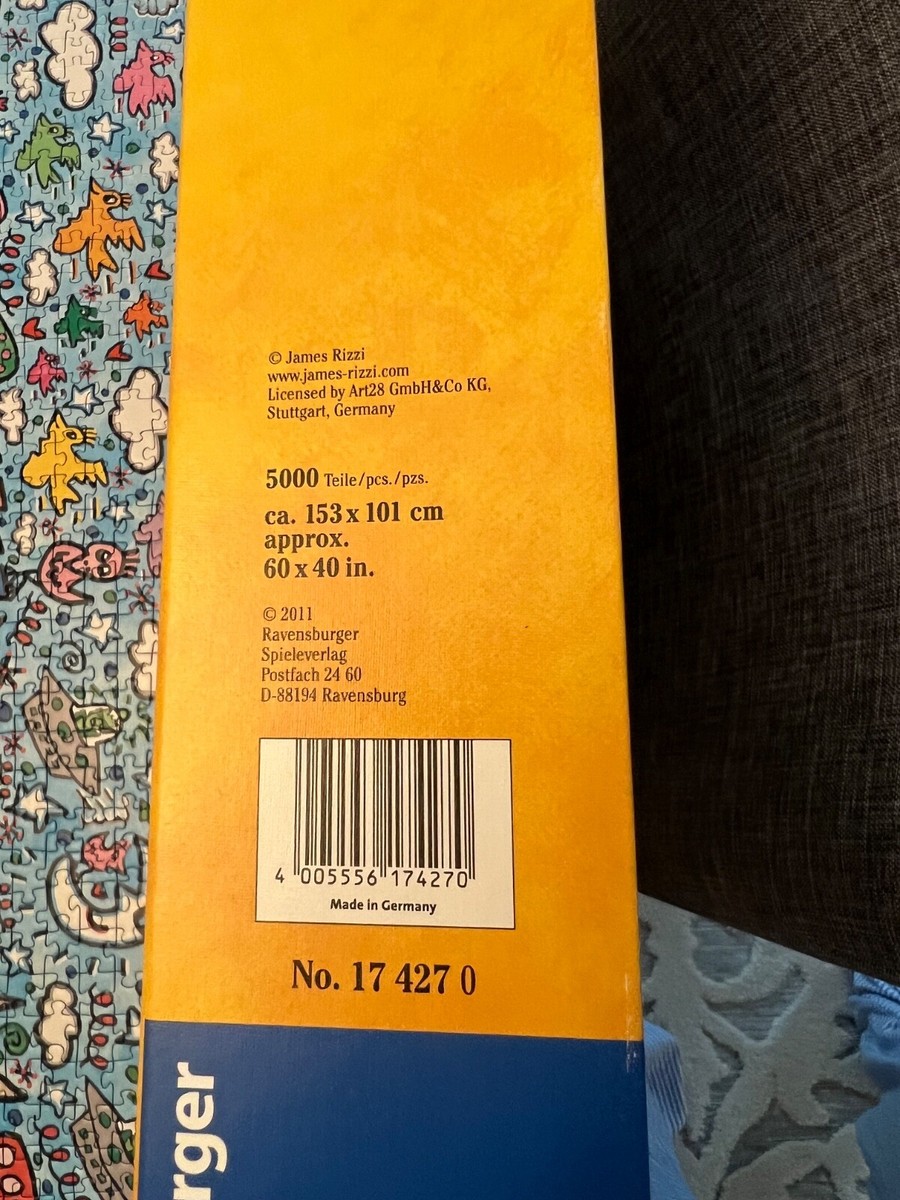 © James Rizzi
www.james-rizzi.com
Licensed by Art28 GmbH&Co KG,
Stuttgart, Germany
5000 Teile/pcs./pzs.
ca. 153 x 101 cm
approx.
60 x 40 in.
© 2011
Ravensburger
Spieleverlag
Postfach 24 60
D-88194 Ravensburg
4 005556 174270
Made in Germany
No. 17 427 0
rger